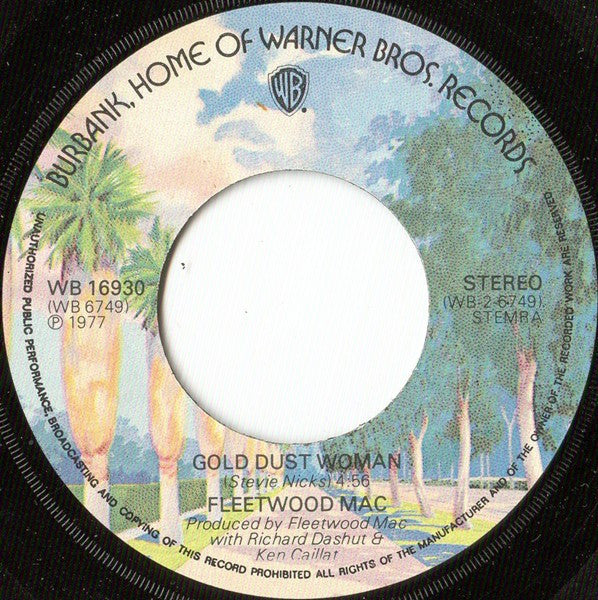 BURBANK, HOME OF WARNER BROS. RECORDS
WB
WB 16930
(WB 6749)
Ⓟ 1977
STEREO
(WB-2-6749)
STEMRA
GOLD DUST WOMAN
(Stevie Nicks) 4:56
FLEETWOOD MAC
Produced by Fleetwood Mac
with Richard Dashut &
Ken Caillat
UNAUTHORIZED PUBLIC PERFORMANCE, BROADCASTING AND COPYING OF THIS RECORD PROHIBITED ALL RIGHTS OF THE MANUFACTURER AND OF THE OWNER OF THE RECORDED WORK ARE RESERVED